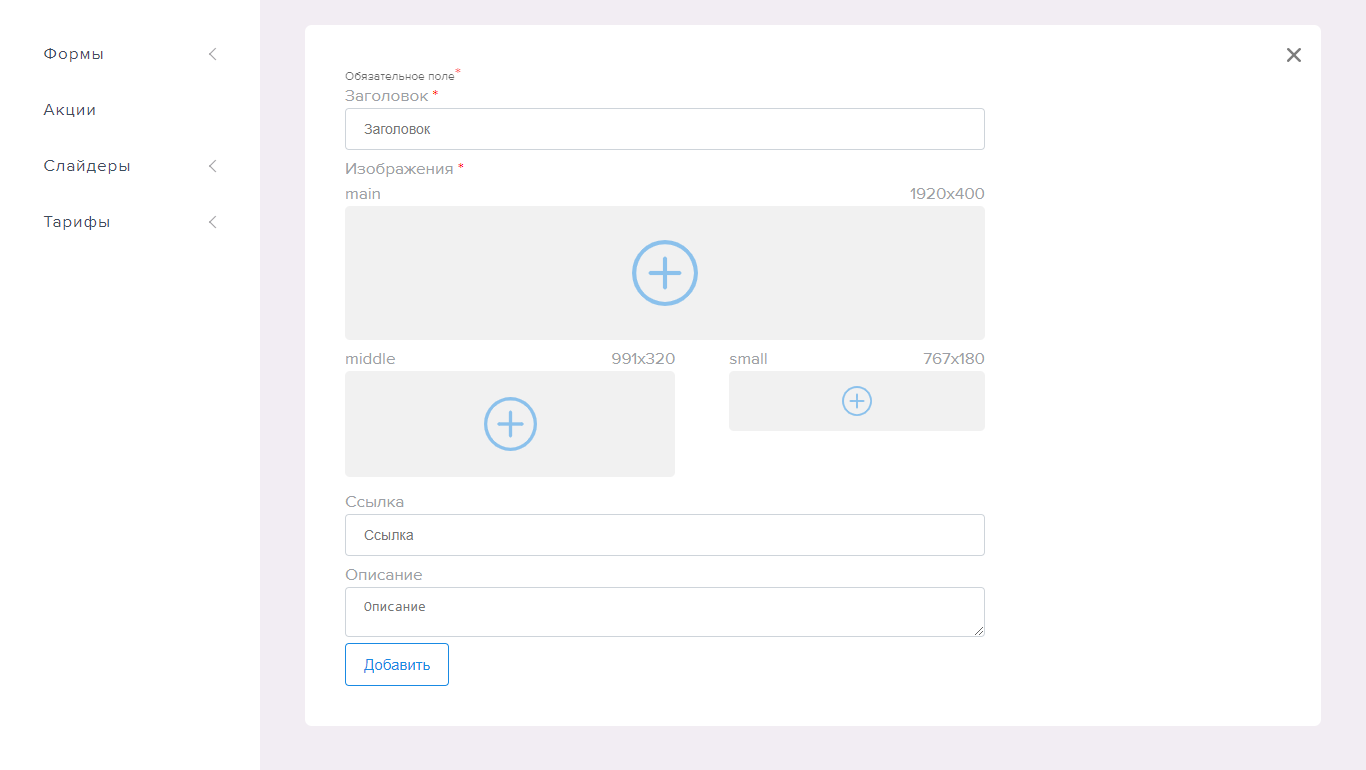 Формы
Акции
Слайдеры
Тарифы
Обязательное поле*
Заголовок *
Заголовок
Изображения *
main 1920x400
middle 991x320 small 767x180
Ссылка
Ссылка
Описание
Описание
Добавить